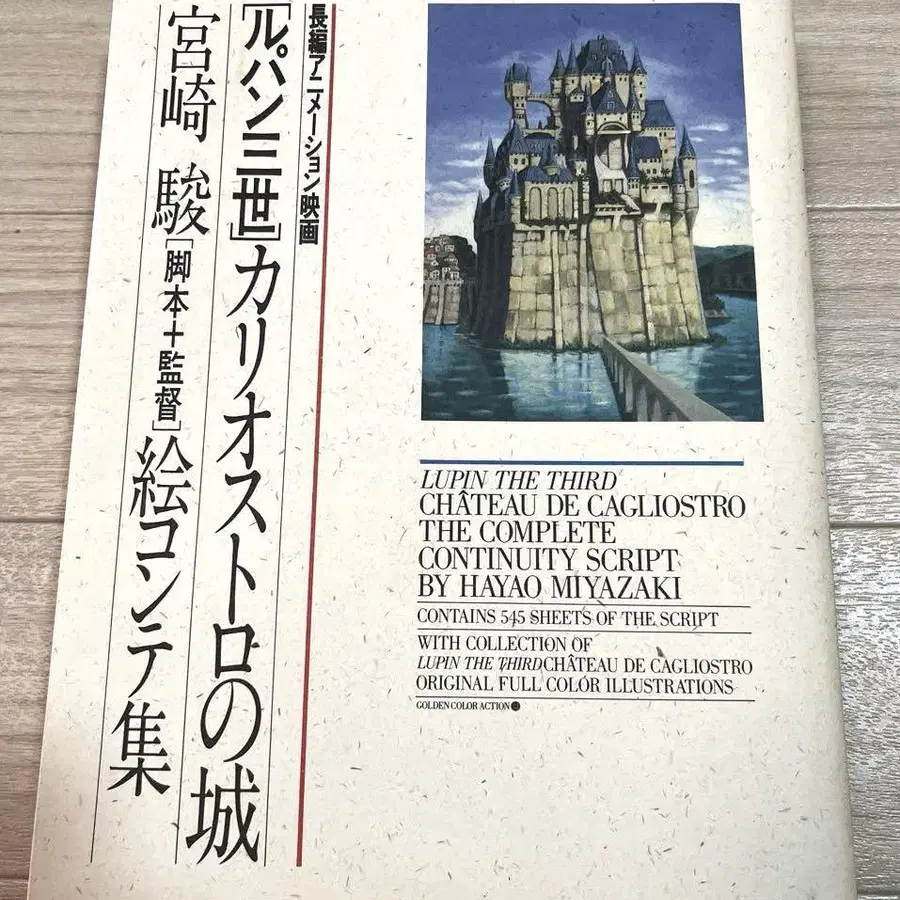 長編アニメーション映画
[ルパン三世]カリオストロの城
宮崎 駿[脚本+監督]絵コンテ集
LUPIN THE THIRD
CHÂTEAU DE CAGLIOSTRO
THE COMPLETE
CONTINUITY SCRIPT
BY HAYAO MIYAZAKI
CONTAINS 545 SHEETS OF THE SCRIPT
WITH COLLECTION OF
LUPIN THE THIRD CHÂTEAU DE CAGLIOSTRO
ORIGINAL FULL COLOR ILLUSTRATIONS
GOLDEN COLOR ACTION